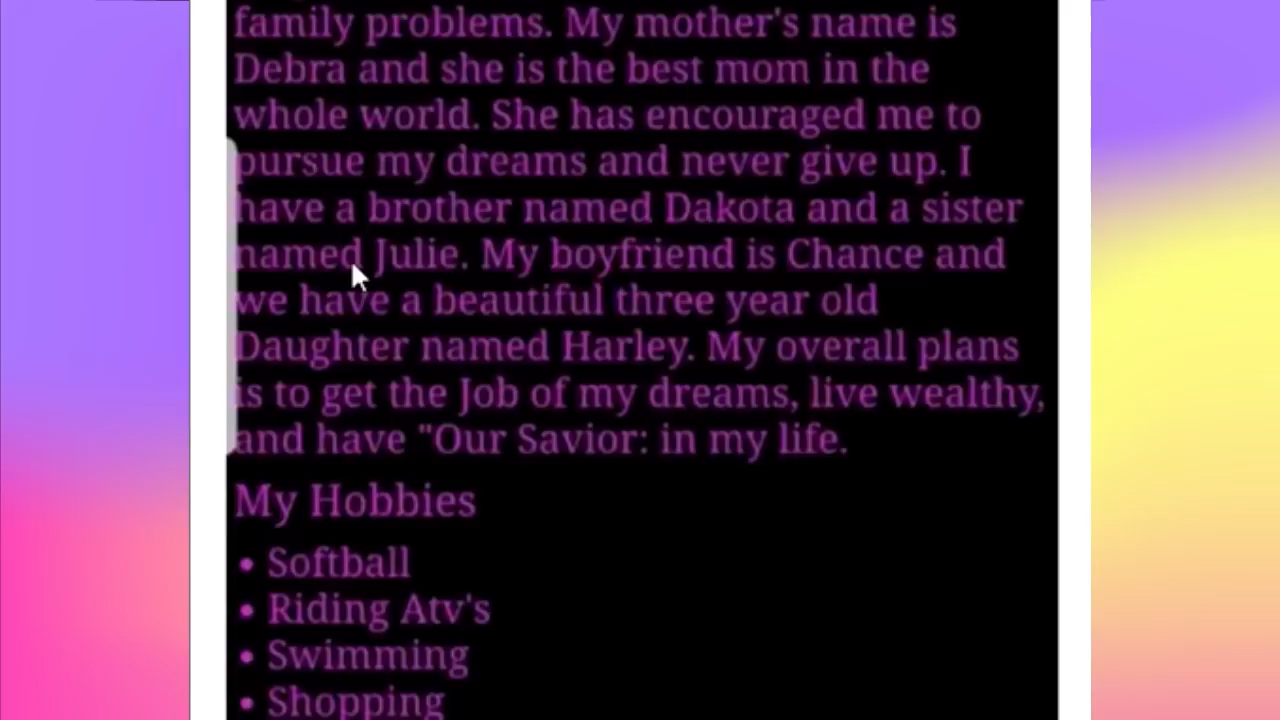 family problems. My mother's name is
Debra and she is the best mom in the
whole world. She has encouraged me to
pursue my dreams and never give up. I
have a brother named Dakota and a sister
named Julie. My boyfriend is Chance and
we have a beautiful three year old
Daughter named Harley. My overall plans
is to get the Job of my dreams, live wealthy,
and have "Our Savior: in my life.
My Hobbies
• Softball
• Riding Atv's
• Swimming
• Shopping